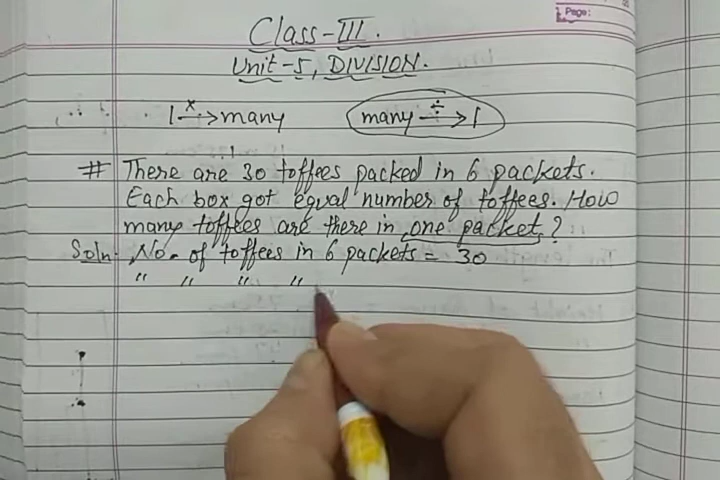 Page:
Class-III.
Unit-5, DIVISION.
1 x→ many many ÷→ 1
# There are 30 toffees packed in 6 packets.
Each box got equal number of toffees. How
many toffees are there in one packet?
Soln. No. of toffees in 6 packets = 30
" " " "